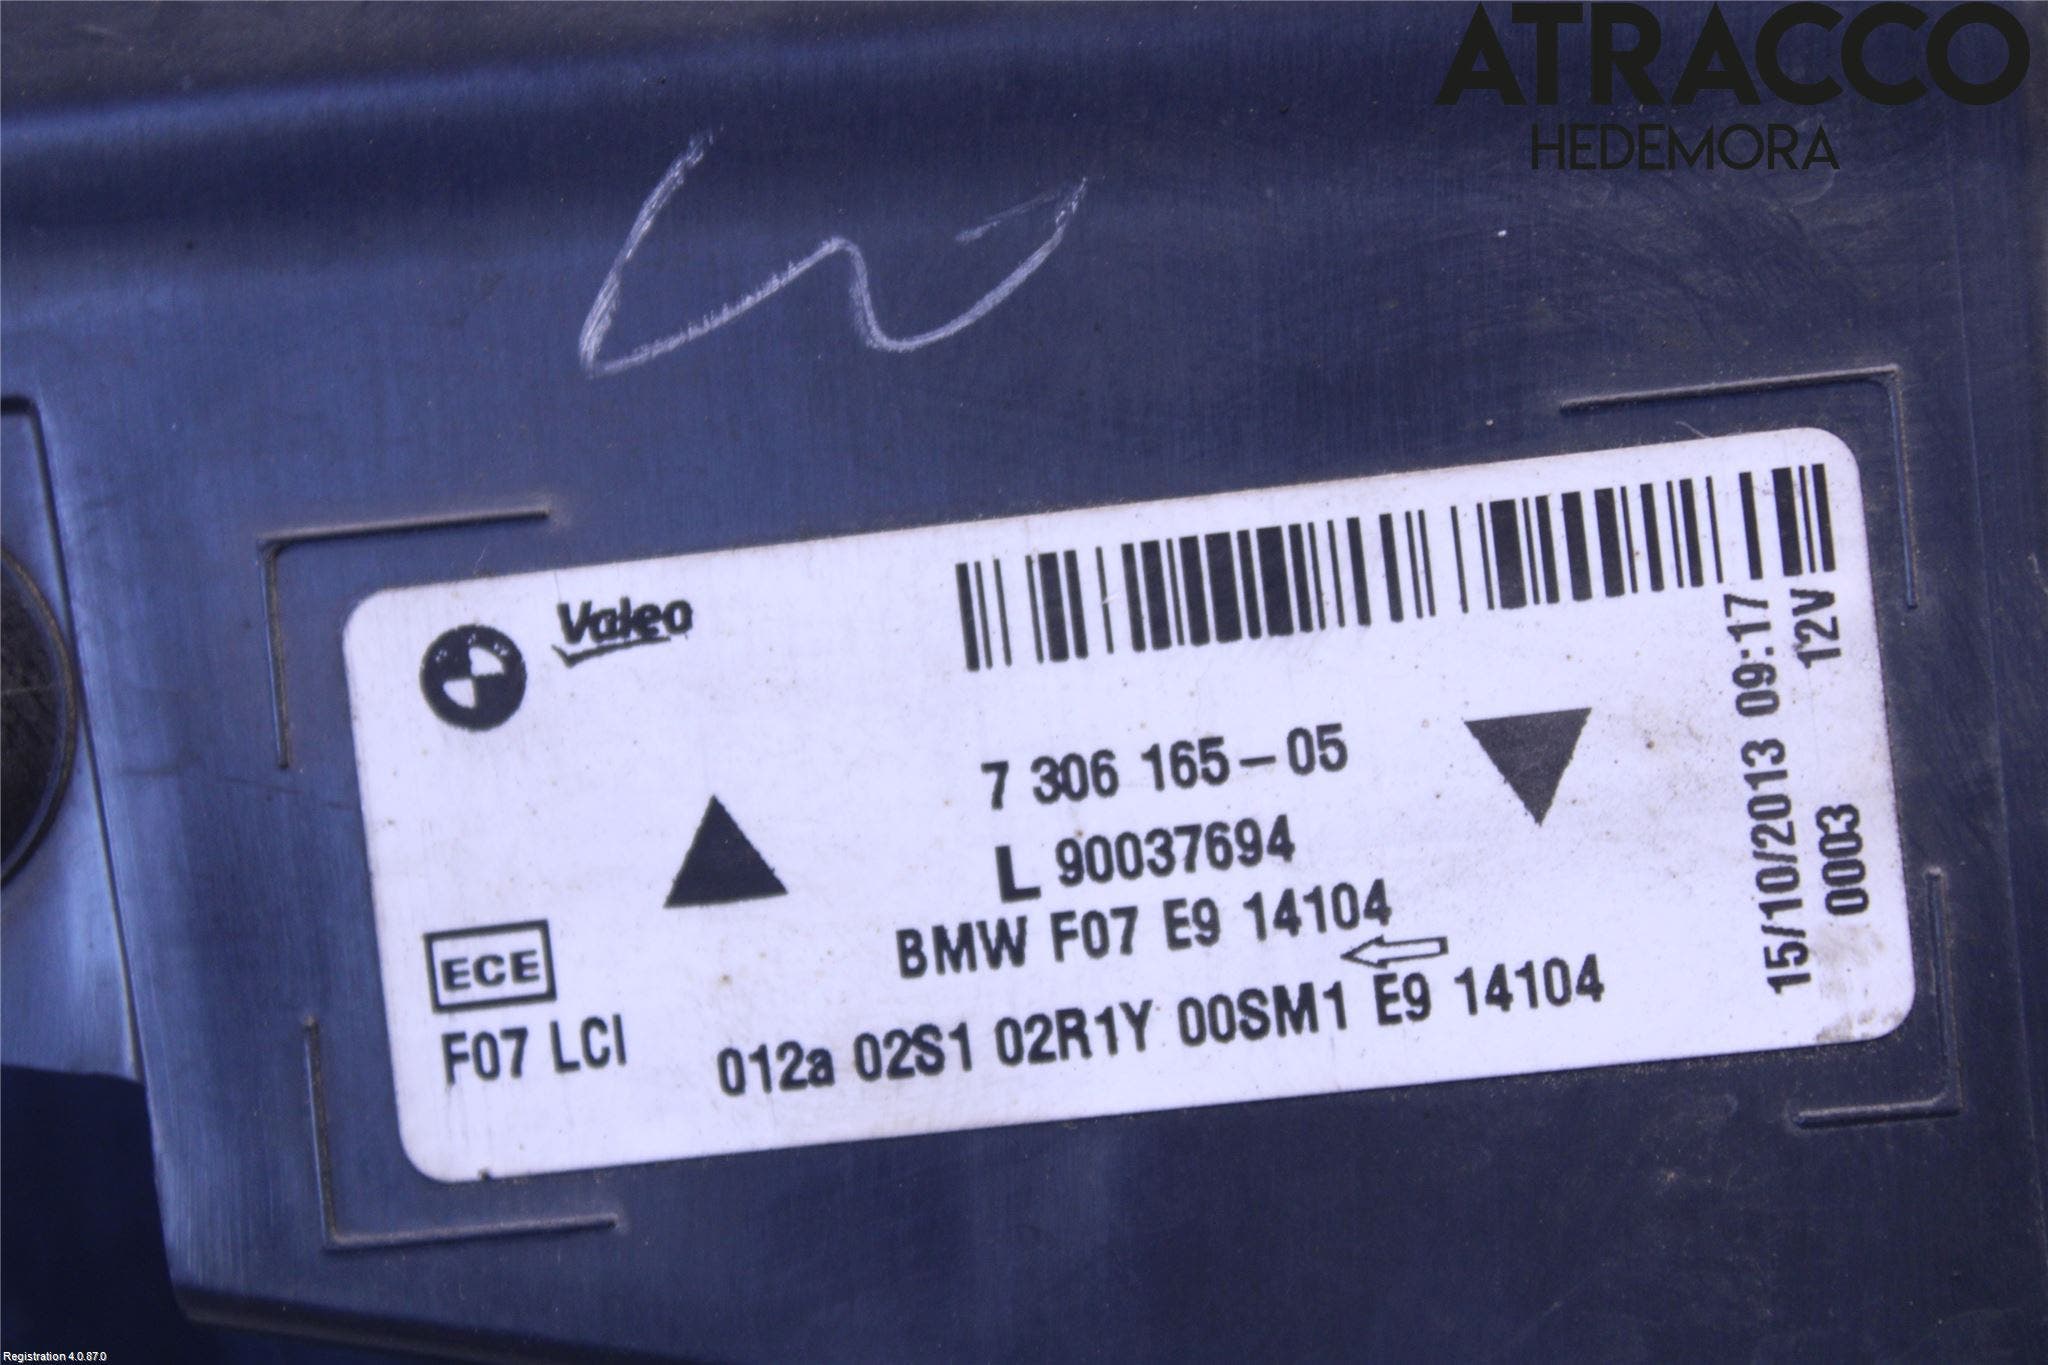 ATRACCO
HEDEMORA
Valeo
7 306 165-05
L 90037694
BMW F07 E9 14104
012a 02S1 02R1Y 00SM1 E9 14104
ECE
F07 LCI
15/10/2013 09:17
0003 12V
Registration 4.0.87.0